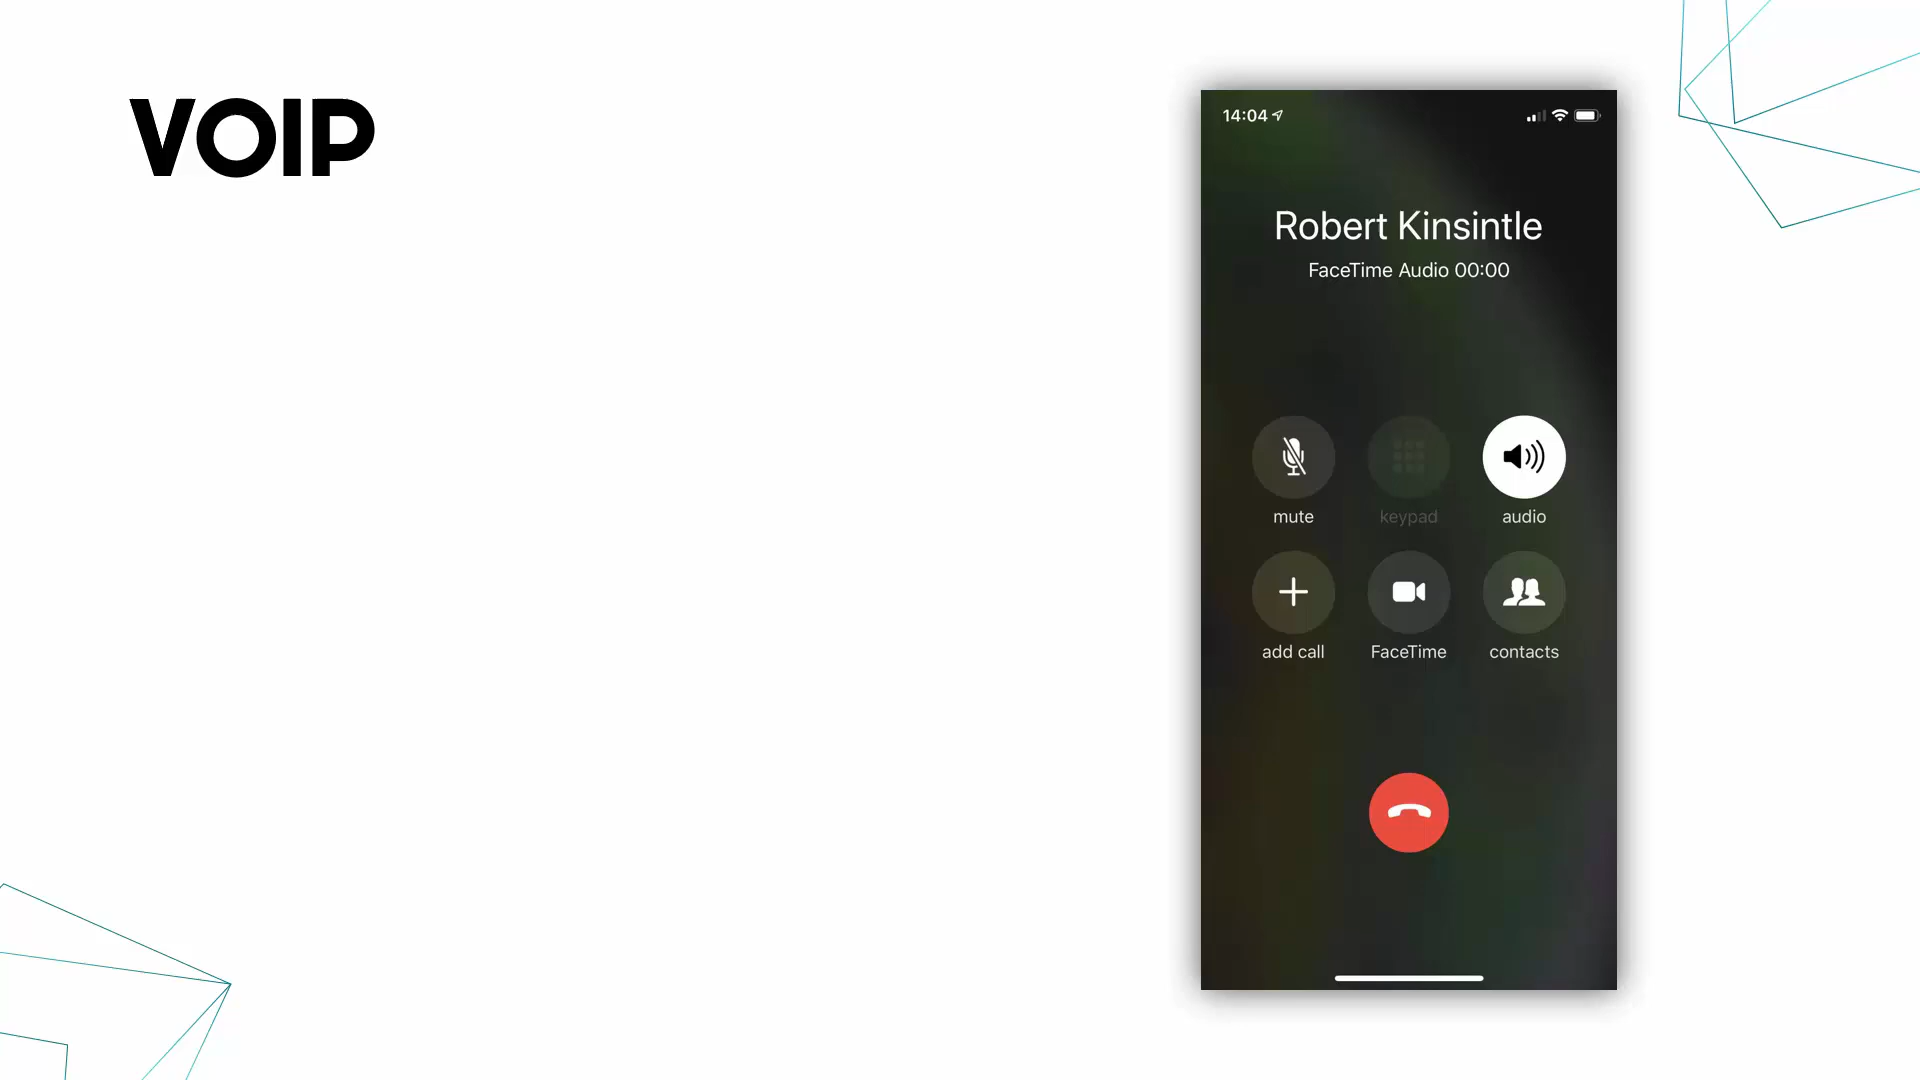 VOIP
14:04
Robert Kinsintle
FaceTime Audio 00:00
mute
keypad
audio
add call
FaceTime
contacts